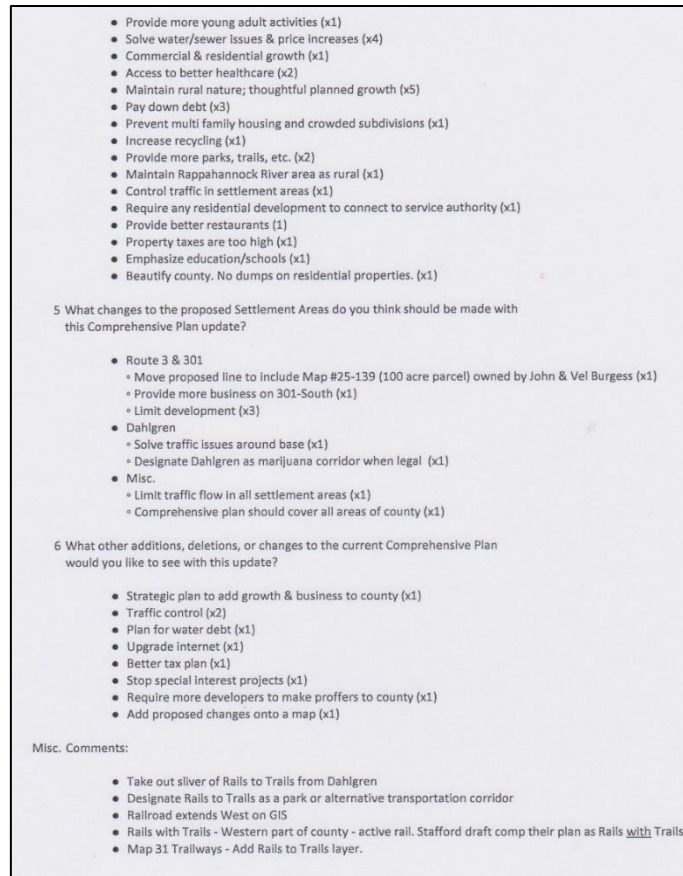 • Provide more young adult activities (x1)
• Solve water/sewer issues & price increases (x4)
• Commercial & residential growth (x1)
• Access to better healthcare (x2)
• Maintain rural nature; thoughtful planned growth (x5)
• Pay down debt (x3)
• Prevent multi family housing and crowded subdivisions (x1)
• Increase recycling (x1)
• Provide more parks, trails, etc. (x2)
• Maintain Rappahannock River area as rural (x1)
• Control traffic in settlement areas (x1)
• Require any residential development to connect to service authority (x1)
• Provide better restaurants (1)
• Property taxes are too high (x1)
• Emphasize education/schools (x1)
• Beautify county. No dumps on residential properties. (x1)
5 What changes to the proposed Settlement Areas do you think should be made with
this Comprehensive Plan update?
• Route 3 & 301
◦ Move proposed line to include Map #25-139 (100 acre parcel) owned by John & Vel Burgess (x1)
◦ Provide more business on 301-South (x1)
◦ Limit development (x3)
• Dahlgren
◦ Solve traffic issues around base (x1)
◦ Designate Dahlgren as marijuana corridor when legal (x1)
• Misc.
◦ Limit traffic flow in all settlement areas (x1)
◦ Comprehensive plan should cover all areas of county (x1)
6 What other additions, deletions, or changes to the current Comprehensive Plan
would you like to see with this update?
• Strategic plan to add growth & business to county (x1)
• Traffic control (x2)
• Plan for water debt (x1)
• Upgrade internet (x1)
• Better tax plan (x1)
• Stop special interest projects (x1)
• Require more developers to make proffers to county (x1)
• Add proposed changes onto a map (x1)
Misc. Comments:
• Take out sliver of Rails to Trails from Dahlgren
• Designate Rails to Trails as a park or alternative transportation corridor
• Railroad extends West on GIS
• Rails with Trails - Western part of county - active rail. Stafford draft comp their plan as Rails with Trails
• Map 31 Trailways - Add Rails to Trails layer.